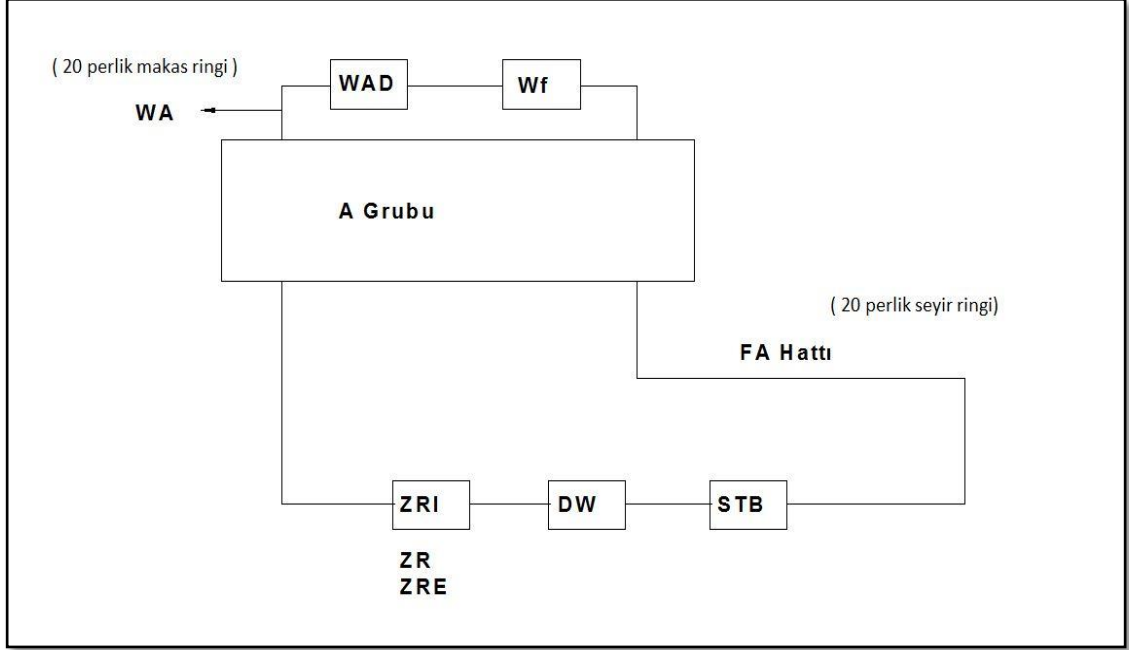 ( 20 perlik makas ringi )
WAD
Wf
WA
A Grubu
( 20 perlik seyir ringi)
FA Hattı
ZRI
DW
STB
ZR
ZRE